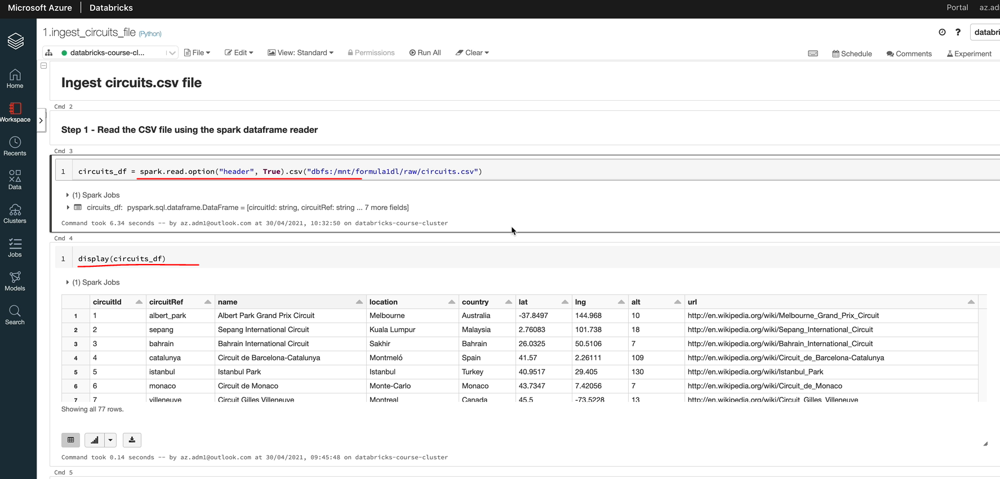 Microsoft Azure | Databricks Portal az.ad
1.ingest_circuits_file (Python) ? databri
databricks-course-cl... File Edit View: Standard Permissions Run All Clear Schedule Comments Experiment
Home
Workspace
Recents
Data
Clusters
Jobs
Models
Search
Ingest circuits.csv file
Cmd 2
Step 1 - Read the CSV file using the spark dataframe reader
Cmd 3
1 circuits_df = spark.read.option("header", True).csv("dbfs:/mnt/formula1dl/raw/circuits.csv")
(1) Spark Jobs
circuits_df: pyspark.sql.dataframe.DataFrame = [circuitId: string, circuitRef: string ... 7 more fields]
Command took 6.34 seconds -- by az.adm1@outlook.com at 30/04/2021, 10:32:50 on databricks-course-cluster
Cmd 4
1 display(circuits_df)
(1) Spark Jobs
circuitId circuitRef name location country lat lng alt url
1 1 albert_park Albert Park Grand Prix Circuit Melbourne Australia -37.8497 144.968 10 http://en.wikipedia.org/wiki/Melbourne_Grand_Prix_Circuit
2 2 sepang Sepang International Circuit Kuala Lumpur Malaysia 2.76083 101.738 18 http://en.wikipedia.org/wiki/Sepang_International_Circuit
3 3 bahrain Bahrain International Circuit Sakhir Bahrain 26.0325 50.5106 7 http://en.wikipedia.org/wiki/Bahrain_International_Circuit
4 4 catalunya Circuit de Barcelona-Catalunya Montmeló Spain 41.57 2.26111 109 http://en.wikipedia.org/wiki/Circuit_de_Barcelona-Catalunya
5 5 istanbul Istanbul Park Istanbul Turkey 40.9517 29.405 130 http://en.wikipedia.org/wiki/Istanbul_Park
6 6 monaco Circuit de Monaco Monte-Carlo Monaco 43.7347 7.42056 7 http://en.wikipedia.org/wiki/Circuit_de_Monaco
7 7 villeneuve Circuit Gilles Villeneuve Montreal Canada 45.5 -73.5228 13 http://en.wikipedia.org/wiki/Circuit_Gilles_Villeneuve
Showing all 77 rows.
Command took 0.14 seconds -- by az.adm1@outlook.com at 30/04/2021, 09:45:48 on databricks-course-cluster
Cmd 5